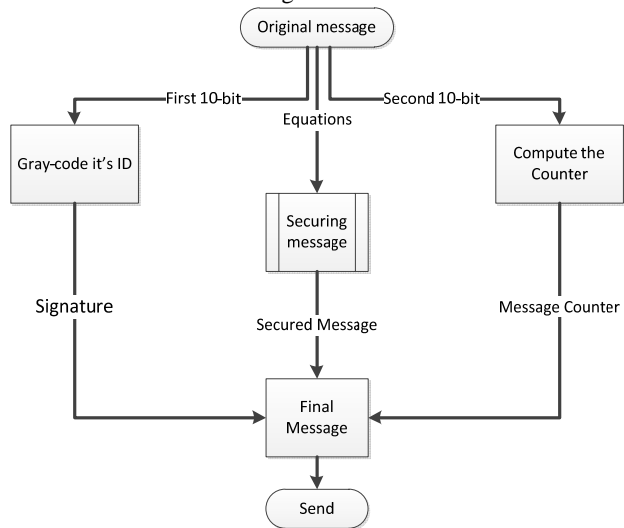 Original message
First 10-bit
Second 10-bit
Equations
Gray-code it's ID
Compute the
Counter
Securing
message
Signature
Message Counter
Secured Message
Final
Message
Send